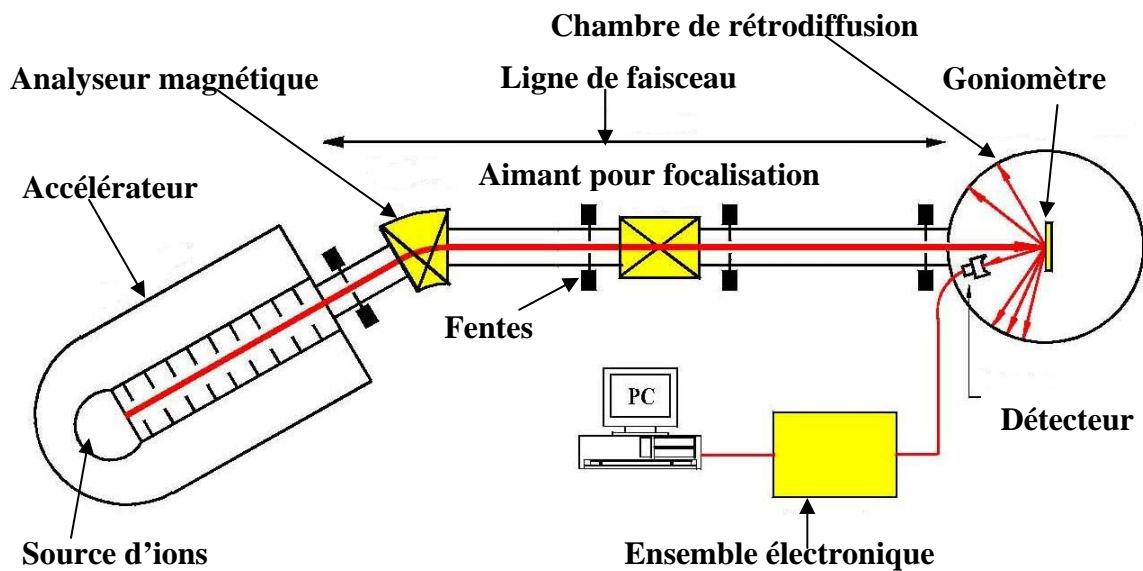 Chambre de rétrodiffusion
Analyseur magnétique
Ligne de faisceau
Goniomètre
Accélérateur
Aimant pour focalisation
Fentes
PC
Détecteur
Source d'ions
Ensemble électronique